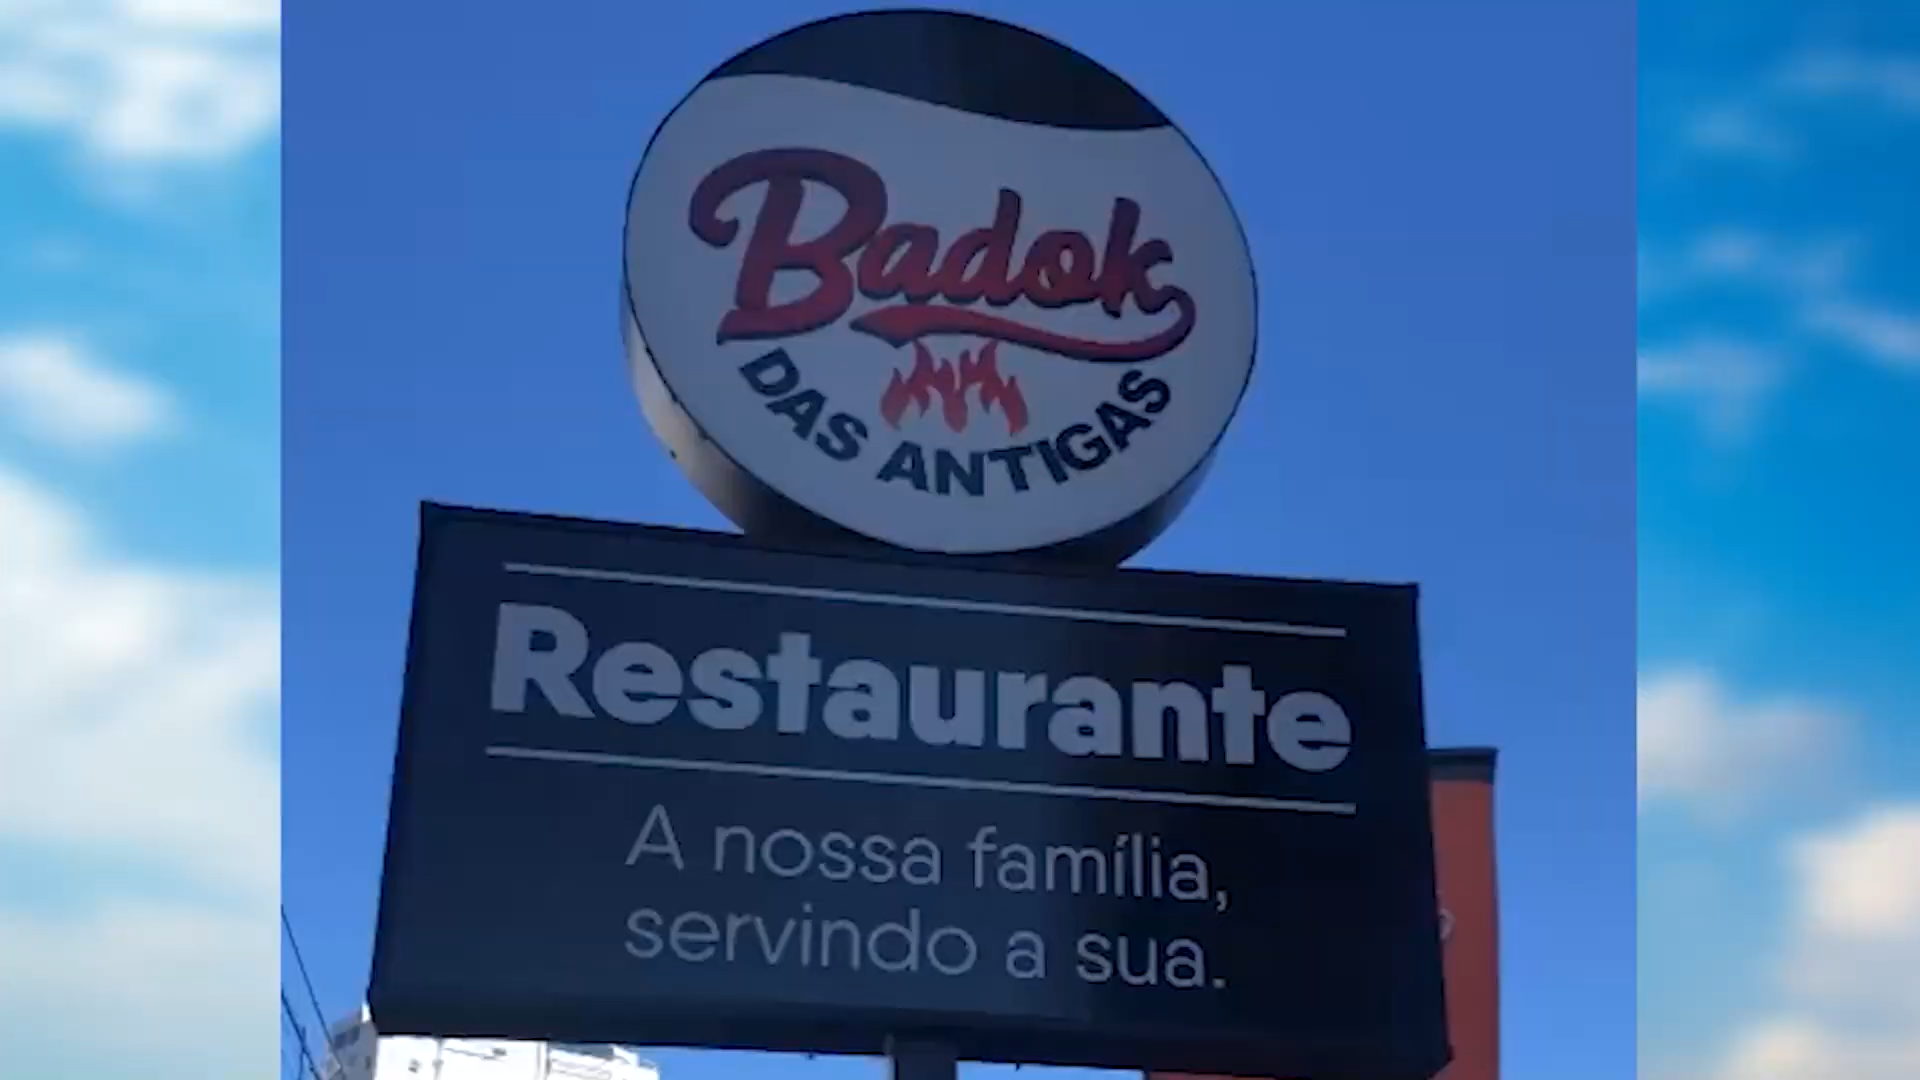 Badok
DAS ANTIGAS
Restaurante
A nossa família,
servindo a sua.